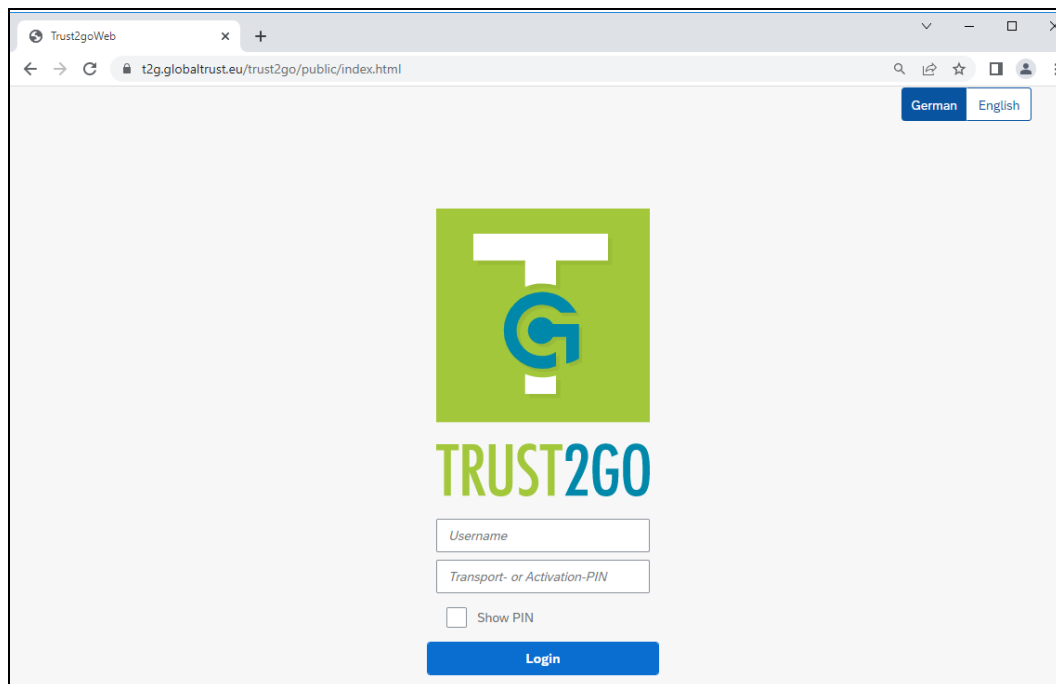 Trust2goWeb
t2g.globaltrust.eu/trust2go/public/index.html
German English
TRUST2GO
Username
Transport- or Activation-PIN
Show PIN
Login